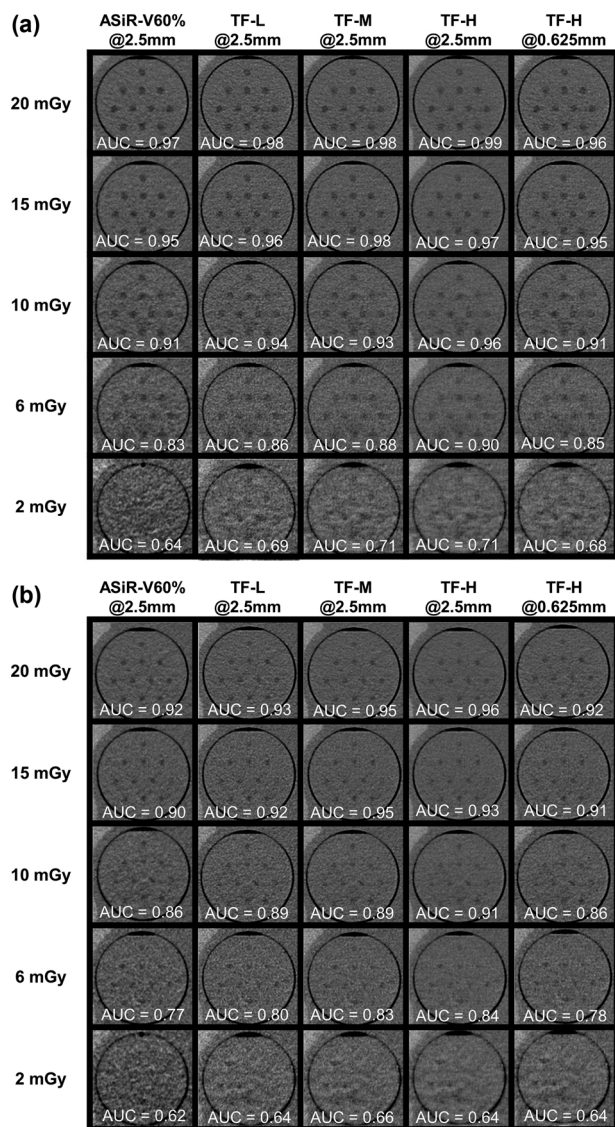 (a)
ASiR-V60% TF-L TF-M TF-H TF-H
@2.5mm @2.5mm @2.5mm @2.5mm @0.625mm
20 mGy
AUC = 0.97 AUC = 0.98 AUC = 0.98 AUC = 0.99 AUC = 0.96
15 mGy
AUC = 0.95 AUC = 0.96 AUC = 0.98 AUC = 0.97 AUC = 0.95
10 mGy
AUC = 0.91 AUC = 0.94 AUC = 0.93 AUC = 0.96 AUC = 0.91
6 mGy
AUC = 0.83 AUC = 0.86 AUC = 0.88 AUC = 0.90 AUC = 0.85
2 mGy
AUC = 0.64 AUC = 0.69 AUC = 0.71 AUC = 0.71 AUC = 0.68
(b)
ASiR-V60% TF-L TF-M TF-H TF-H
@2.5mm @2.5mm @2.5mm @2.5mm @0.625mm
20 mGy
AUC = 0.92 AUC = 0.93 AUC = 0.95 AUC = 0.96 AUC = 0.92
15 mGy
AUC = 0.90 AUC = 0.92 AUC = 0.95 AUC = 0.93 AUC = 0.91
10 mGy
AUC = 0.86 AUC = 0.89 AUC = 0.89 AUC = 0.91 AUC = 0.86
6 mGy
AUC = 0.77 AUC = 0.80 AUC = 0.83 AUC = 0.84 AUC = 0.78
2 mGy
AUC = 0.62 AUC = 0.64 AUC = 0.66 AUC = 0.64 AUC = 0.64